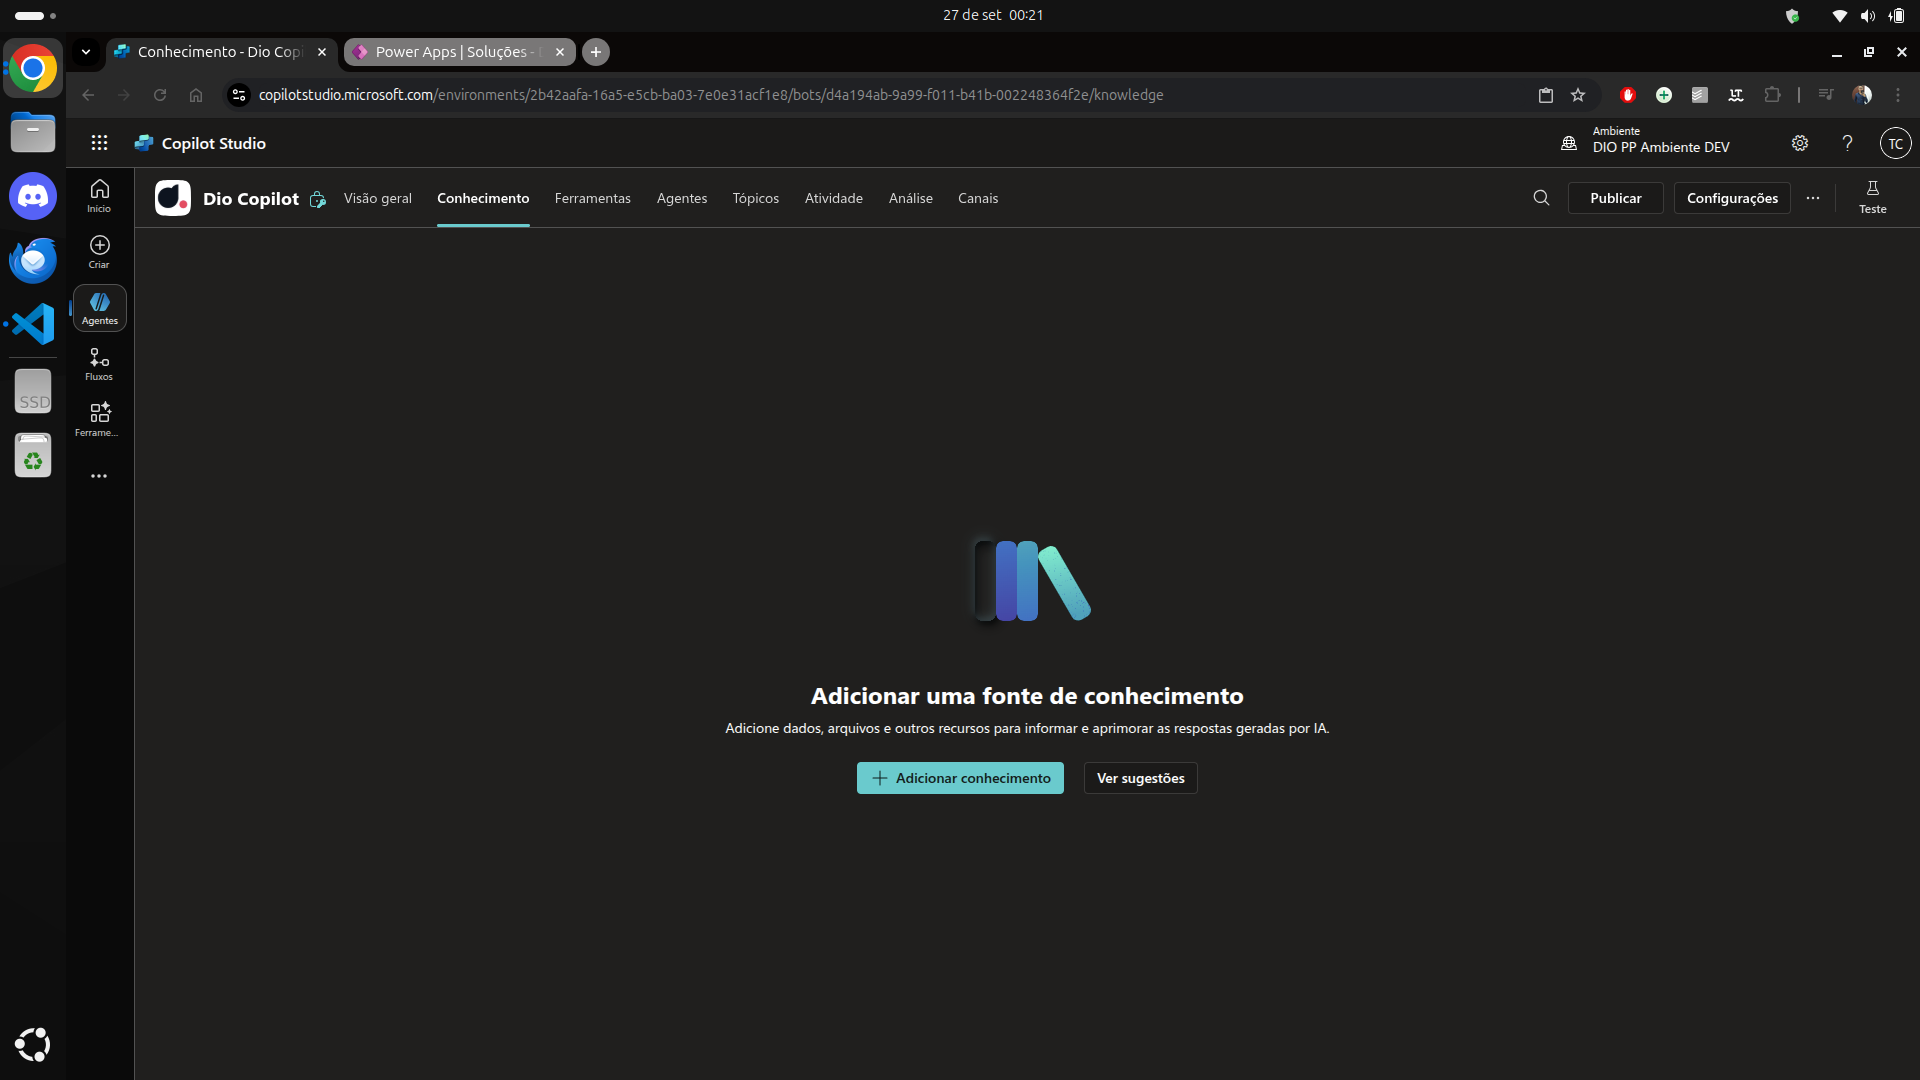 27 de set 00:21
Conhecimento - Dio Cop
Power Apps | Soluções -
copilotstudio.microsoft.com/environments/2b42aafa-16a5-e5cb-ba03-7e0e31acf1e8/bots/d4a194ab-9a99-f011-b41b-002248364f2e/knowledge
Copilot Studio
Ambiente
DIO PP Ambiente DEV
TC
Início
Criar
Agentes
Fluxos
Ferrame...
SSD
Dio Copilot
Visão geral
Conhecimento
Ferramentas
Agentes
Tópicos
Atividade
Análise
Canais
Publicar
Configurações
Teste
Adicionar uma fonte de conhecimento
Adicione dados, arquivos e outros recursos para informar e aprimorar as respostas geradas por IA.
Adicionar conhecimento
Ver sugestões